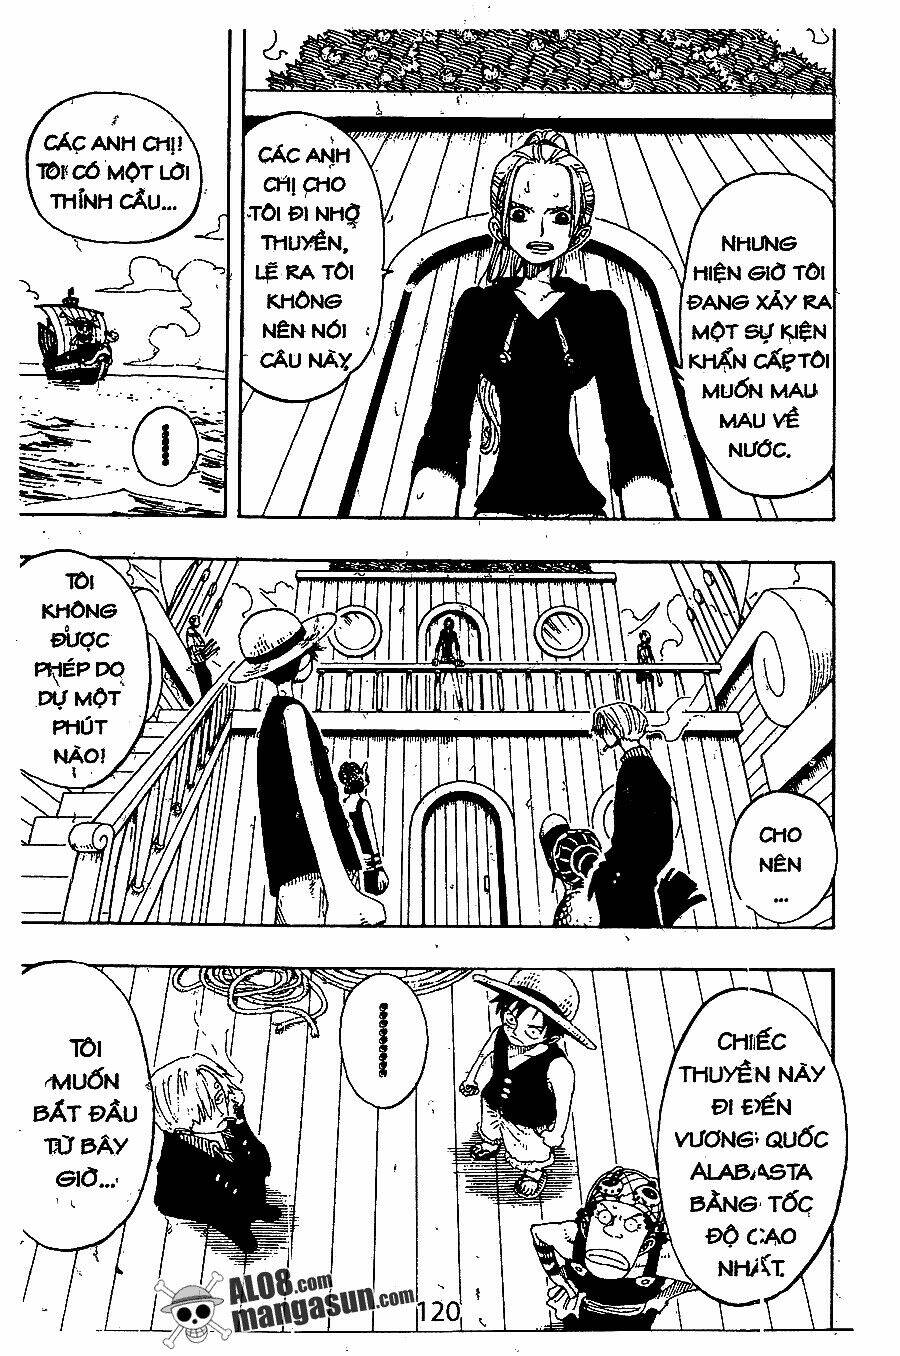 CÁC ANH CHỊ!
TÔI CÓ MỘT LỜI
THỈNH CẦU...
CÁC ANH
CHỊ CHO
TÔI ĐI NHỜ
THUYỀN,
LẼ RA TÔI
KHÔNG
NÊN NÓI
CÂU NÀY,
NHƯNG
HIỆN GIỜ TÔI
ĐANG XẢY RA
MỘT SỰ KIỆN
KHẨN CẤP, TÔI
MUỐN MAU
MAU VỀ
NƯỚC.
TÔI
KHÔNG
ĐƯỢC
PHÉP DO
DỰ MỘT
PHÚT
NÀO!
CHO
NÊN
...
TÔI
MUỐN
BẮT ĐẦU
TỪ BÂY
GIỜ...
CHIẾC
THUYỀN NÀY
ĐI ĐẾN
VƯƠNG QUỐC
ALABASTA
BẰNG TỐC
ĐỘ CAO
NHẤT.
ALO8.com
mangasun.com
120